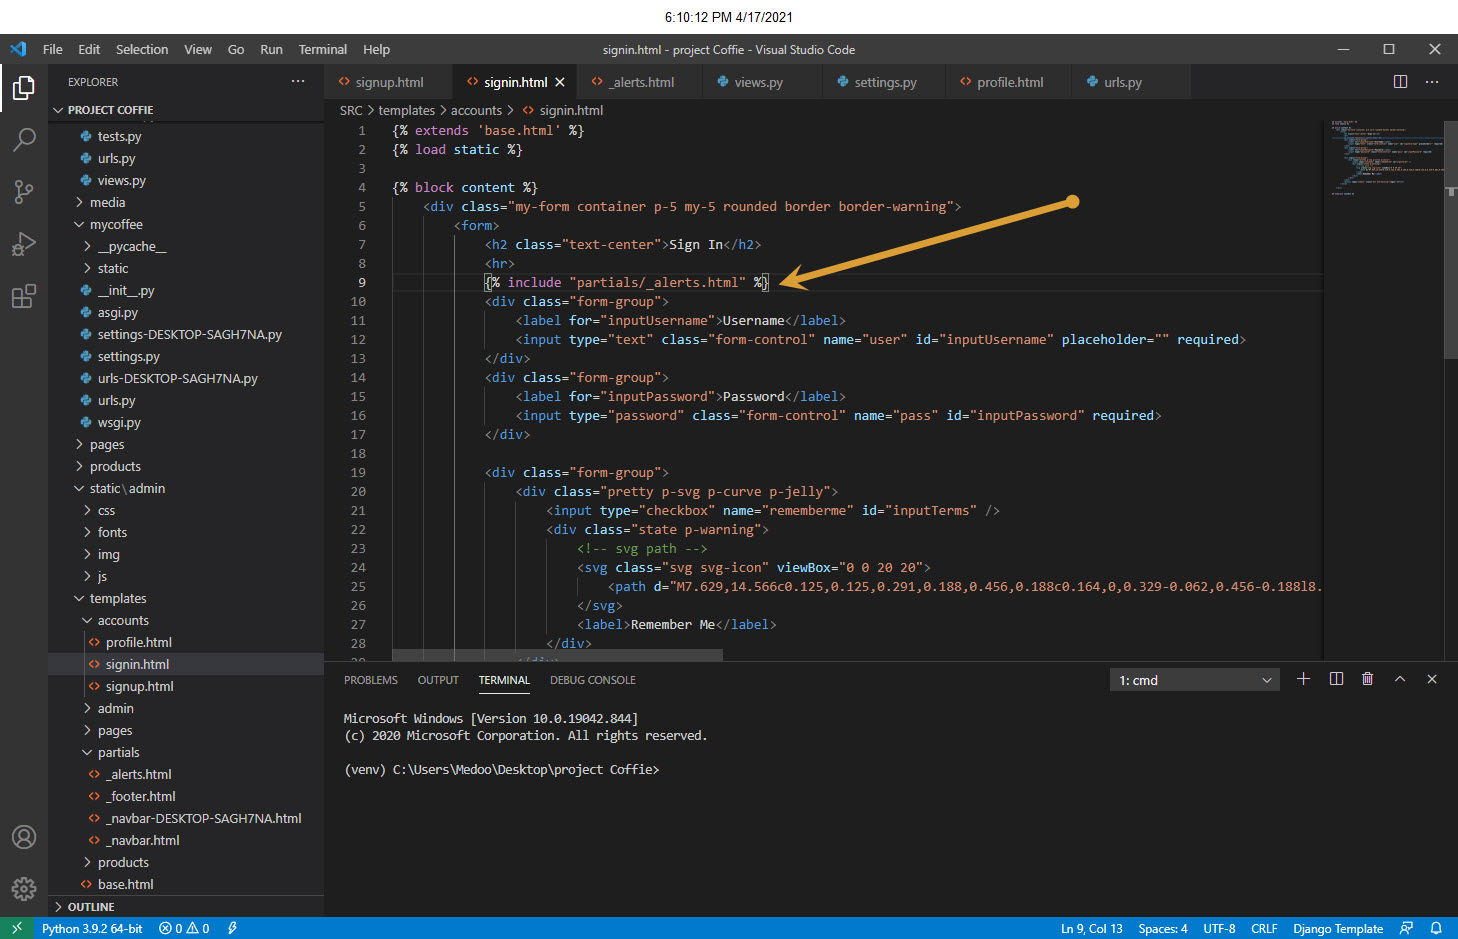 6:10:12 PM 4/17/2021
File Edit Selection View Go Run Terminal Help
signin.html - project Coffie - Visual Studio Code
EXPLORER
PROJECT COFFIE
tests.py
urls.py
views.py
media
mycoffee
__pycache__
static
__init__.py
asgi.py
settings-DESKTOP-SAGH7NA.py
settings.py
urls-DESKTOP-SAGH7NA.py
urls.py
wsgi.py
pages
products
static\admin
css
fonts
img
js
templates
accounts
profile.html
signin.html
signup.html
admin
pages
partials
_alerts.html
_footer.html
_navbar-DESKTOP-SAGH7NA.html
_navbar.html
products
base.html
OUTLINE
signup.html signin.html _alerts.html views.py settings.py profile.html urls.py
SRC > templates > accounts > signin.html
1 {% extends 'base.html' %}
2 {% load static %}
3
4 {% block content %}
5 <div class="my-form container p-5 my-5 rounded border border-warning">
6 <form>
7 <h2 class="text-center">Sign In</h2>
8 <hr>
9 {% include "partials/_alerts.html" %}
10 <div class="form-group">
11 <label for="inputUsername">Username</label>
12 <input type="text" class="form-control" name="user" id="inputUsername" placeholder="" required>
13 </div>
14 <div class="form-group">
15 <label for="inputPassword">Password</label>
16 <input type="password" class="form-control" name="pass" id="inputPassword" required>
17 </div>
18
19 <div class="form-group">
20 <div class="pretty p-svg p-curve p-jelly">
21 <input type="checkbox" name="rememberme" id="inputTerms" />
22 <div class="state p-warning">
23 <!-- svg path -->
24 <svg class="svg svg-icon" viewBox="0 0 20 20">
25 <path d="M7.629,14.566c0.125,0.125,0.291,0.188,0.456,0.188c0.164,0,0.329-0.062,0.456-0.188l8.
26 </svg>
27 <label>Remember Me</label>
28 </div>
PROBLEMS OUTPUT TERMINAL DEBUG CONSOLE
1: cmd
Microsoft Windows [Version 10.0.19042.844]
(c) 2020 Microsoft Corporation. All rights reserved.
(venv) C:\Users\Medoo\Desktop\project Coffie>
Python 3.9.2 64-bit 0 0
Ln 9, Col 13 Spaces: 4 UTF-8 CRLF Django Template